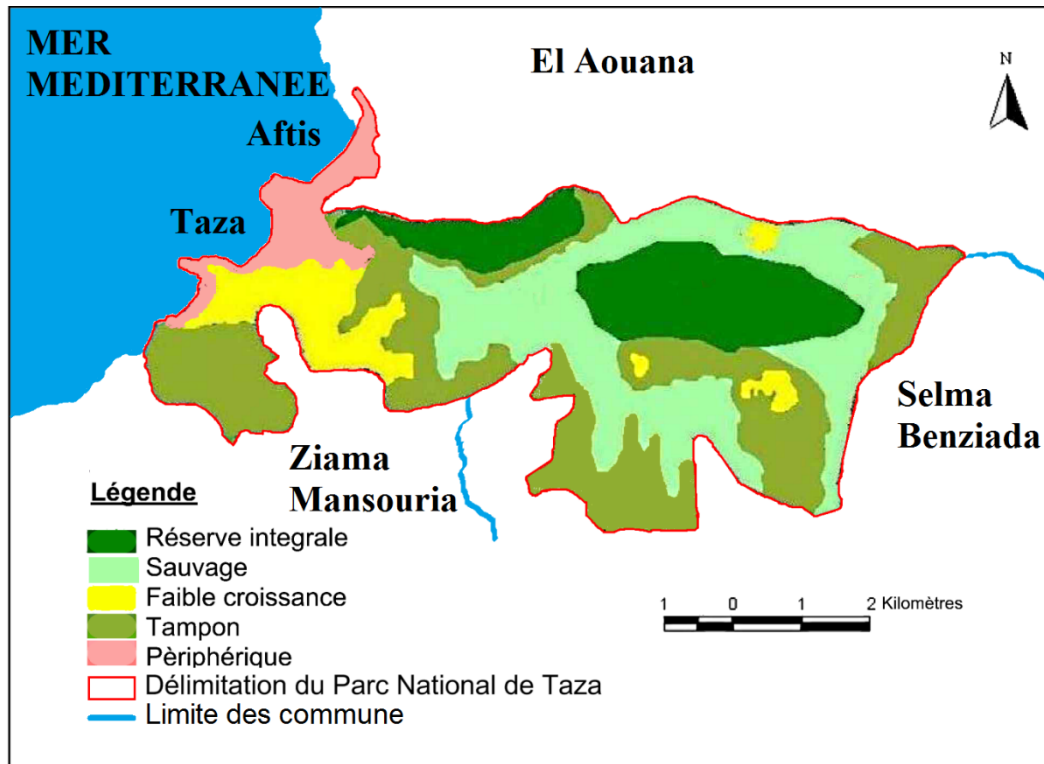 MER
MEDITERRANEE
El Aouana
N
Aftis
Taza
Selma
Benziada
Ziama
Mansouria
Légende
Réserve integrale
Sauvage
Faible croissance
Tampon
Pèriphérique
Délimitation du Parc National de Taza
Limite des commune
1 0 1 2 Kilomètres